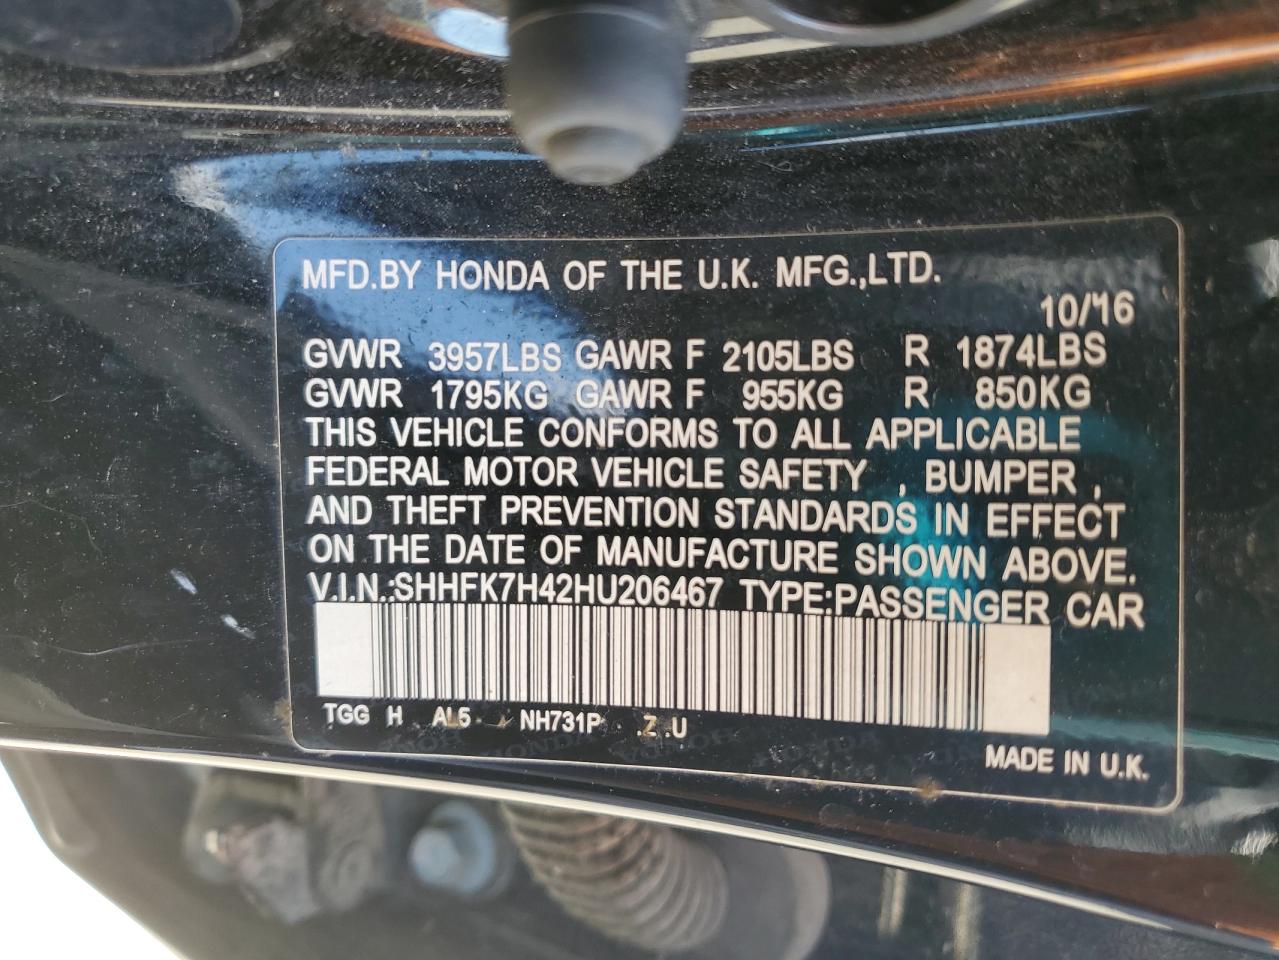 MFD.BY HONDA OF THE U.K. MFG.,LTD.
10/16
GVWR 3957LBS GAWR F 2105LBS R 1874LBS
GVWR 1795KG GAWR F 955KG R 850KG
THIS VEHICLE CONFORMS TO ALL APPLICABLE
FEDERAL MOTOR VEHICLE SAFETY , BUMPER ,
AND THEFT PREVENTION STANDARDS IN EFFECT
ON THE DATE OF MANUFACTURE SHOWN ABOVE.
V.I.N.:SHHFK7H42HU206467 TYPE:PASSENGER CAR
TGG H AL5 NH731P Z U
MADE IN U.K.